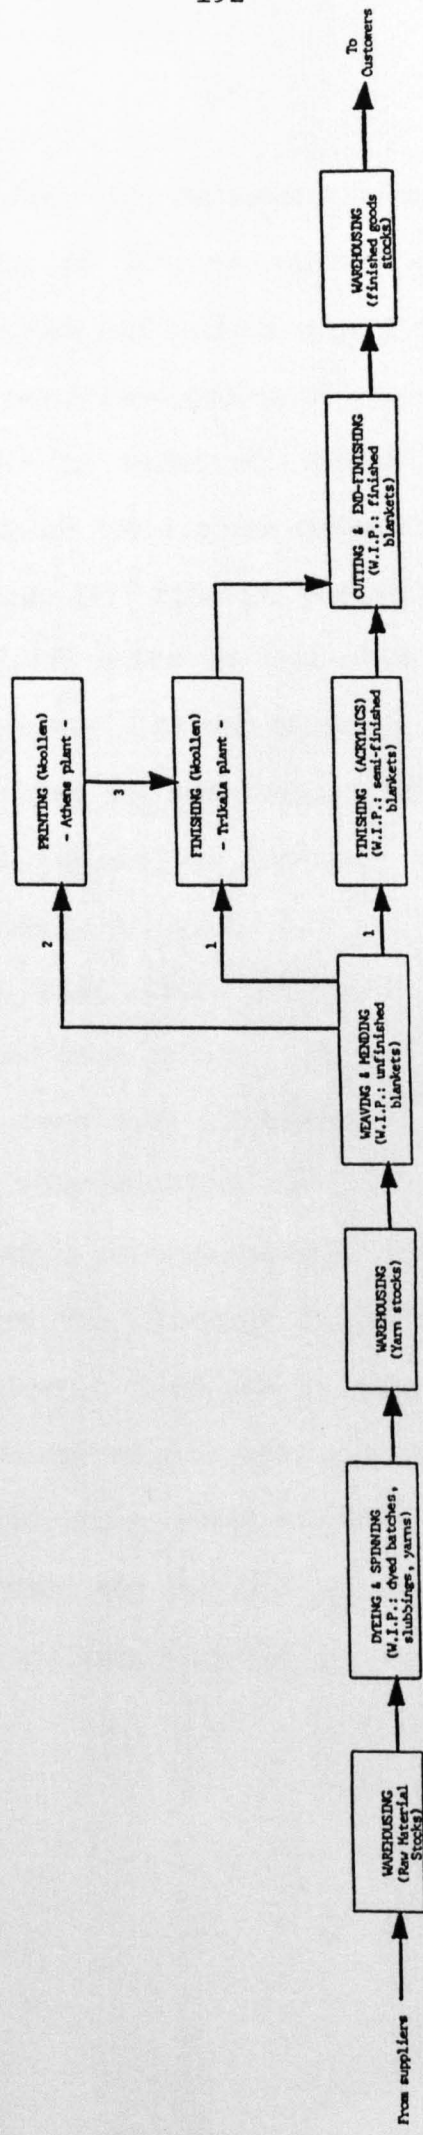 From suppliers
WAREHOUSING
(Raw Material
Stocks)
DYEING & SPINNING
(W.I.P.: dyed batches,
slubbings, yarns)
WAREHOUSING
(Yarn stocks)
WEAVING & MENDING
(W.I.P.: unfinished
blankets)
2
1
1
PRINTING (Woollen)
- Athens plant -
3
FINISHING (Woollen)
- Trikala plant -
FINISHING (ACRYLICS)
(W.I.P.: semi-finished
blankets)
CUTTING & END-FINISHING
(W.I.P.: finished
blankets)
WAREHOUSING
(finished goods
stocks)
To
Customers